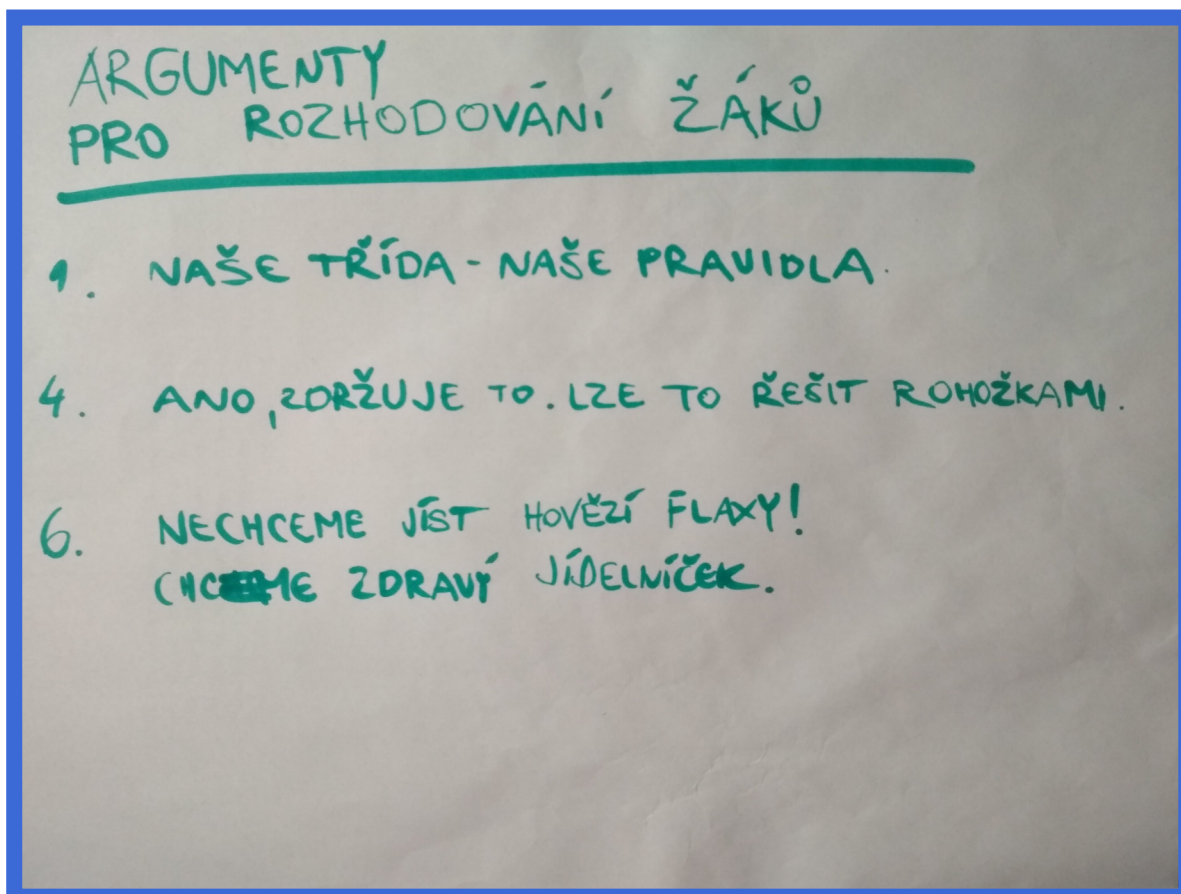 ARGUMENTY
PRO ROZHODOVÁNÍ ŽÁKŮ
1. NAŠE TŘÍDA - NAŠE PRAVIDLA.
4. ANO, ZDRŽUJE TO. LZE TO ŘEŠIT ROHOŽKAMI.
6. NECHCEME JÍST HOVĚZÍ FLAXY!
CHCEME ZDRAVÝ JÍDELNÍČEK.